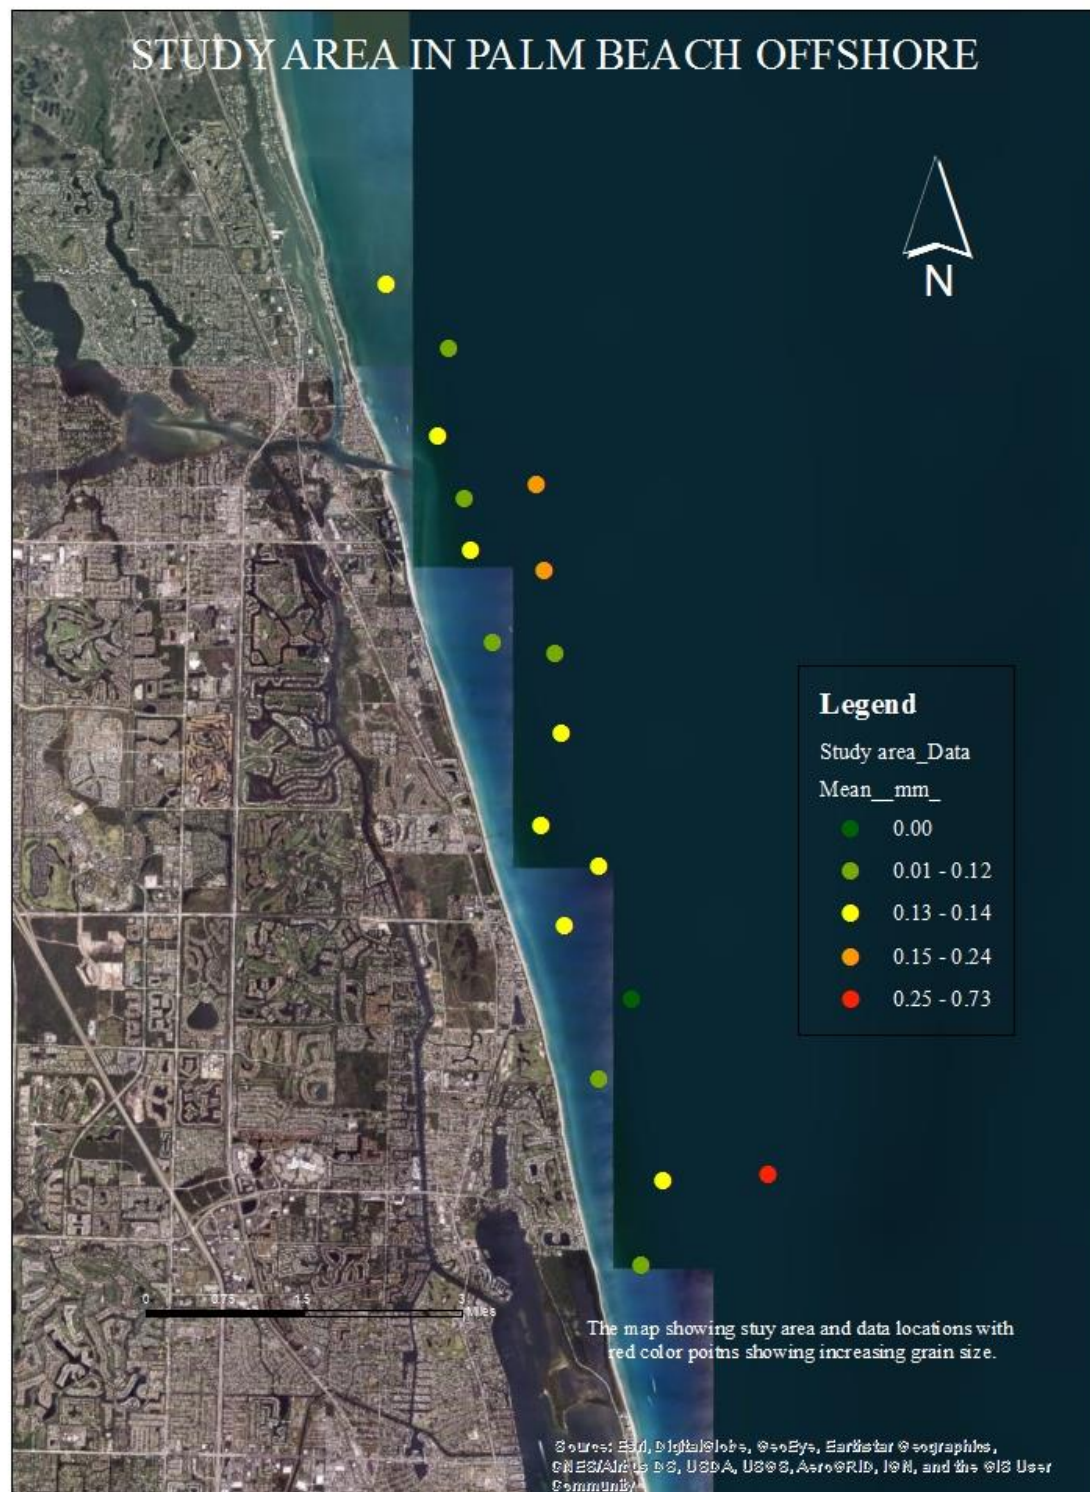 STUDY AREA IN PALM BEACH OFFSHORE
N
Legend
Study area_Data
Mean__mm_
0.00
0.01 - 0.12
0.13 - 0.14
0.15 - 0.24
0.25 - 0.73
0 0.75 1.5 3
Miles
The map showing stuy area and data locations with
red color poitns showing increasing grain size.
Source: Esri, DigitalGlobe, GeoEye, Earthstar Geographics,
CNES/Airbus DS, USDA, USGS, AeroGRID, IGN, and the GIS User
Community